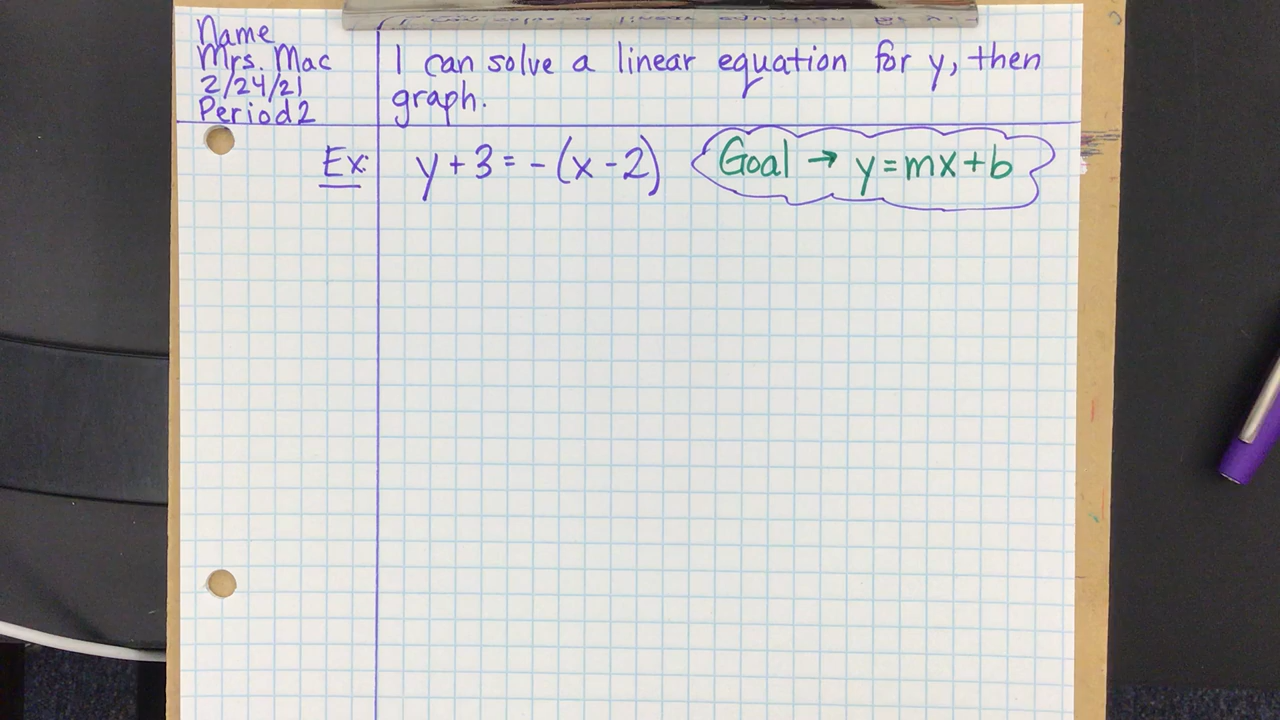 Name
Mrs. Mac
2/24/21
Period 2
I can solve a linear equation for y, then
graph.
Ex: y + 3 = - (x - 2) Goal → y = mx + b